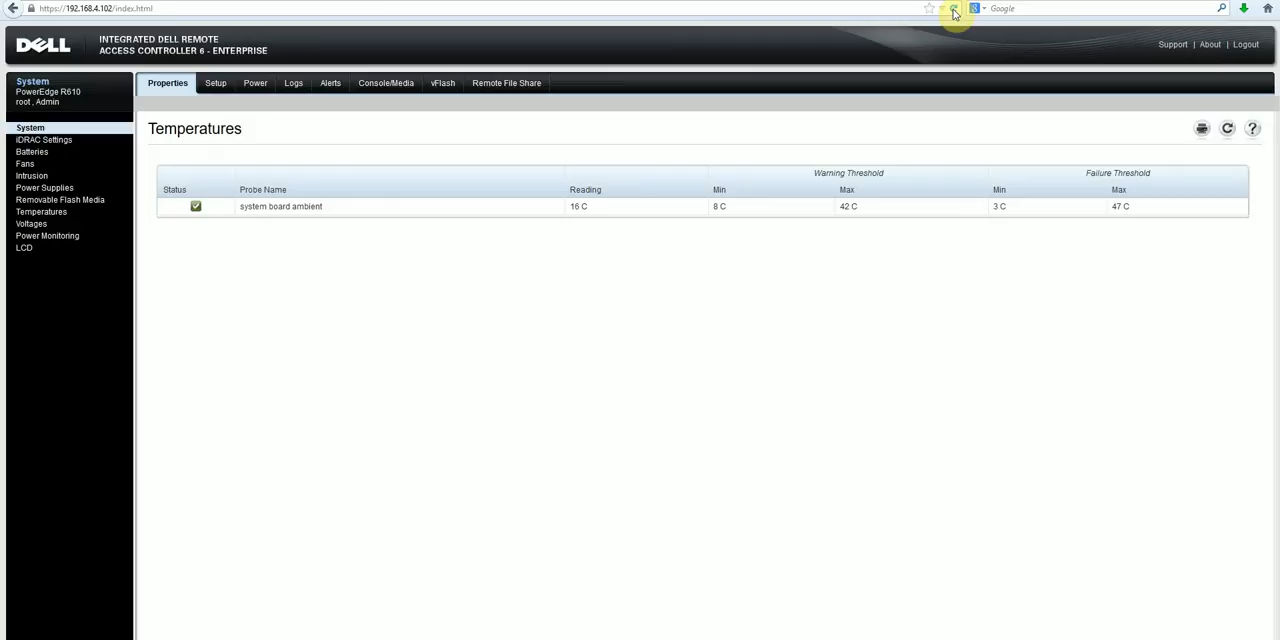 https://192.168.4.102/index.html
Google
DELL
INTEGRATED DELL REMOTE
ACCESS CONTROLLER 6 - ENTERPRISE
Support | About | Logout
System
PowerEdge R610
root , Admin
Properties Setup Power Logs Alerts Console/Media vFlash Remote File Share
System
iDRAC Settings
Batteries
Fans
Intrusion
Power Supplies
Removable Flash Media
Temperatures
Voltages
Power Monitoring
LCD
Temperatures
Warning Threshold Failure Threshold
Status Probe Name Reading Min Max Min Max
system board ambient 16 C 8 C 42 C 3 C 47 C